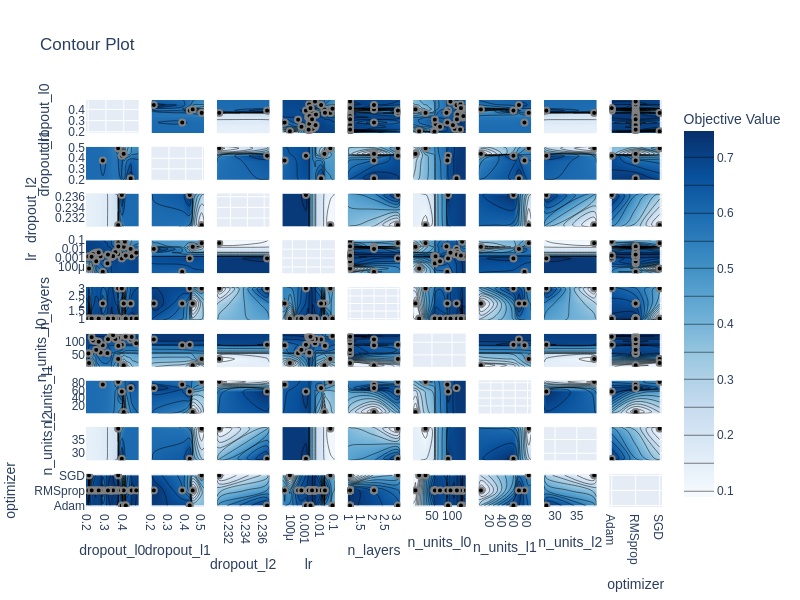 Contour Plot
Objective Value
0.7
0.6
0.5
0.4
0.3
0.2
0.1
dropout_l0
0.4
0.3
0.2
dropout_l1
0.5
0.4
0.3
0.2
dropout_l2
0.236
0.234
0.232
lr
0.1
0.01
0.001
100μ
n_layers
3
2.5
2
1.5
1
n_units_l0
100
50
n_units_l1
80
60
40
20
n_units_l2
35
30
optimizer
SGD
RMSprop
Adam
0.2 0.3 0.4
0.2 0.3 0.4 0.5
0.232 0.234 0.236
100μ 0.001 0.01 0.1
1 1.5 2 2.5 3
50 100
20 40 60 80
30 35
Adam RMSprop SGD
dropout_l0 dropout_l1 dropout_l2 lr n_layers n_units_l0 n_units_l1 n_units_l2 optimizer